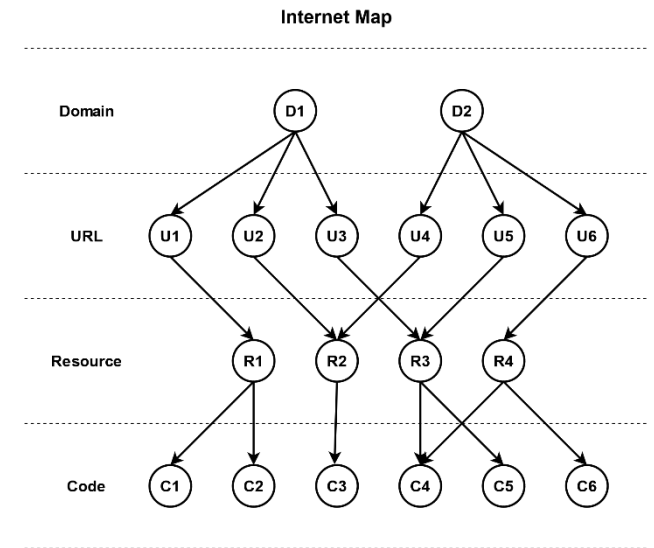 Internet Map
Domain D1 D2
URL U1 U2 U3 U4 U5 U6
Resource R1 R2 R3 R4
Code C1 C2 C3 C4 C5 C6